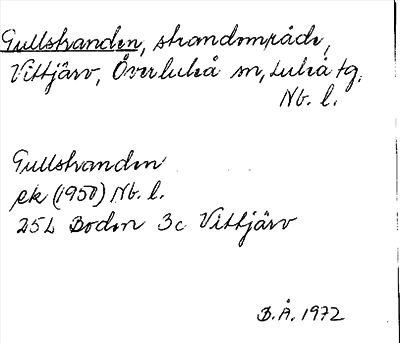 Gullstranden, strandområde,
Vittjärv, Överluleå sn, Luleå tg.
Nb. l.
Gullstranden
ek (1950) Nb. l.
25L Boden 3c Vittjärv
B.Å. 1972